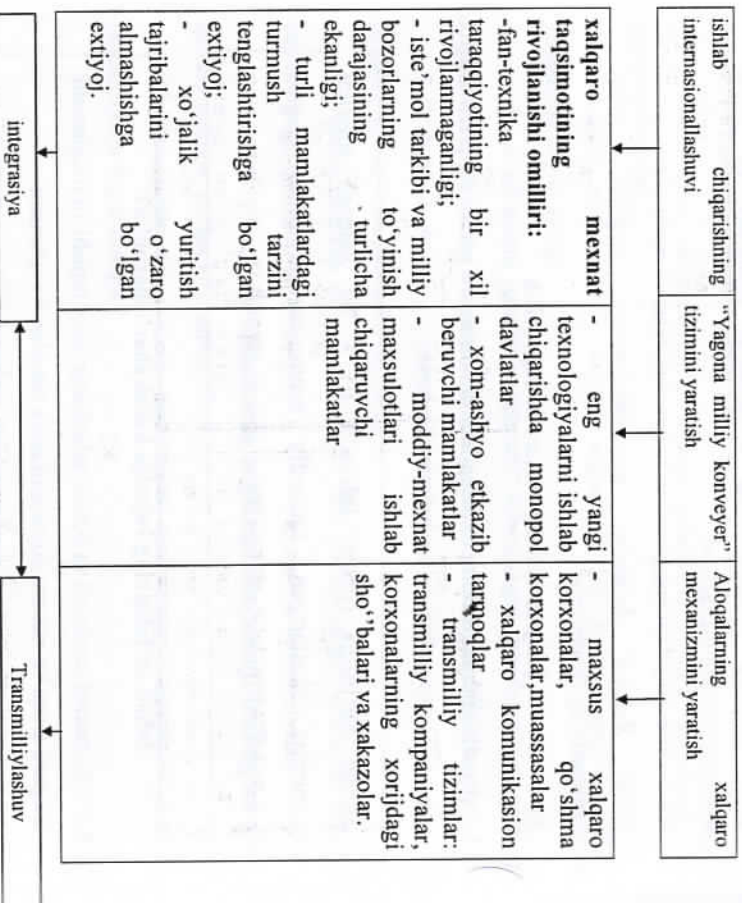 ishlab chiqarishning
internasionallashuvi
“Yagona milliy konveyer”
tizimini yaratish
Aloqalarning xalqaro
mexanizmini yaratish
xalqaro mexnat
taqsimotining
rivojlanishi omilliri:
-fan-texnika
taraqqiyotining bir xil
rivojlanmaganligi;
- iste’mol tarkibi va milliy
bozorlarning to‘yinish
darajasining turlicha
ekanligi;
- turli mamlakatlardagi
turmush tarzini
tenglashtirishga bo‘lgan
extiyoj;
- xo‘jalik yuritish
tajribalarini o‘zaro
almashishga bo‘lgan
extiyoj.
- eng yangi
texnologiyalarni ishlab
chiqarishda monopol
davlatlar
- xom-ashyo etkazib
beruvchi mamlakatlar
- moddiy-mexnat
maxsulotlari ishlab
chiqaruvchi
mamlakatlar
- maxsus xalqaro
korxonalar, qo‘shma
korxonalar,muassasalar
- xalqaro komunikasion
tarmoqlar
- transmilliy tizimlar:
transmilliy kompaniyalar,
korxonalarning xorijdagi
sho‘’balari va xakazolar.
integrasiya
Transmilliylashuv